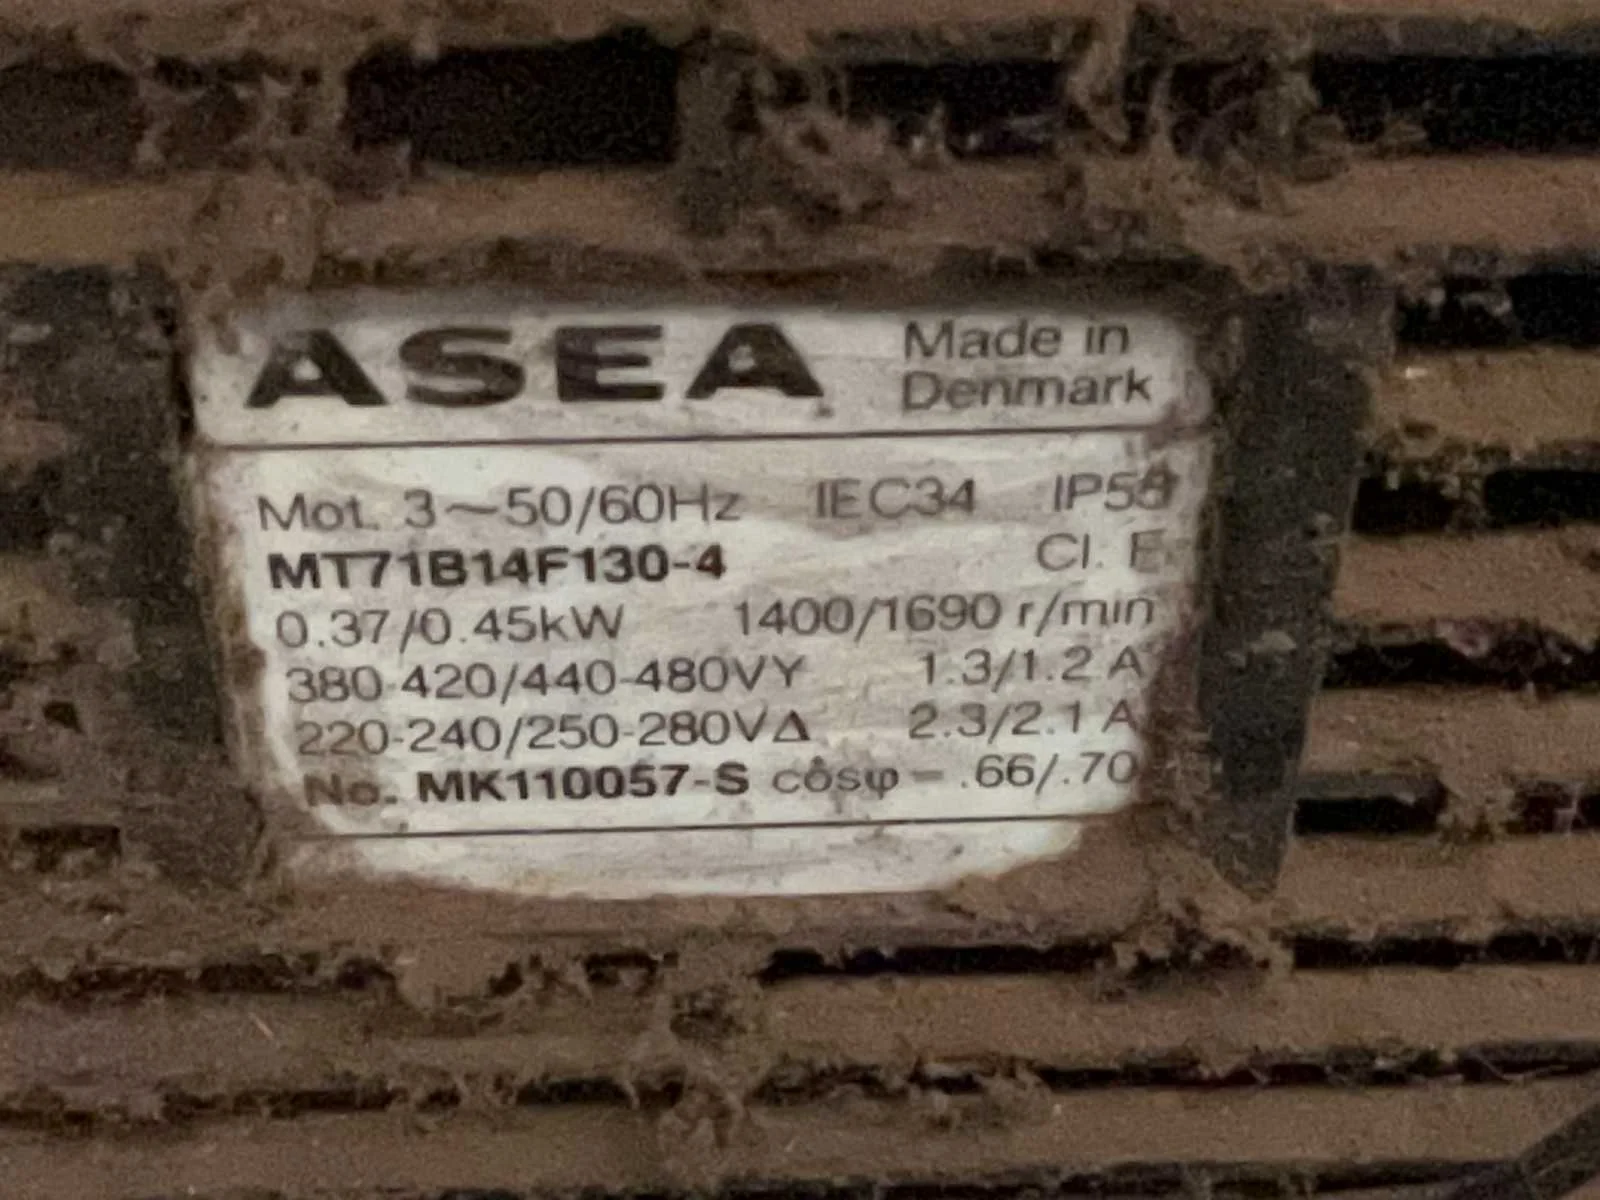 ASEA Made in
Denmark
Mot. 3~50/60Hz IEC34 IP55
MT71B14F130-4 Cl. E
0.37/0.45kW 1400/1690 r/min
380-420/440-480VY 1.3/1.2 A
220-240/250-280VΔ 2.3/2.1 A
No. MK110057-S cosφ = .66/.70